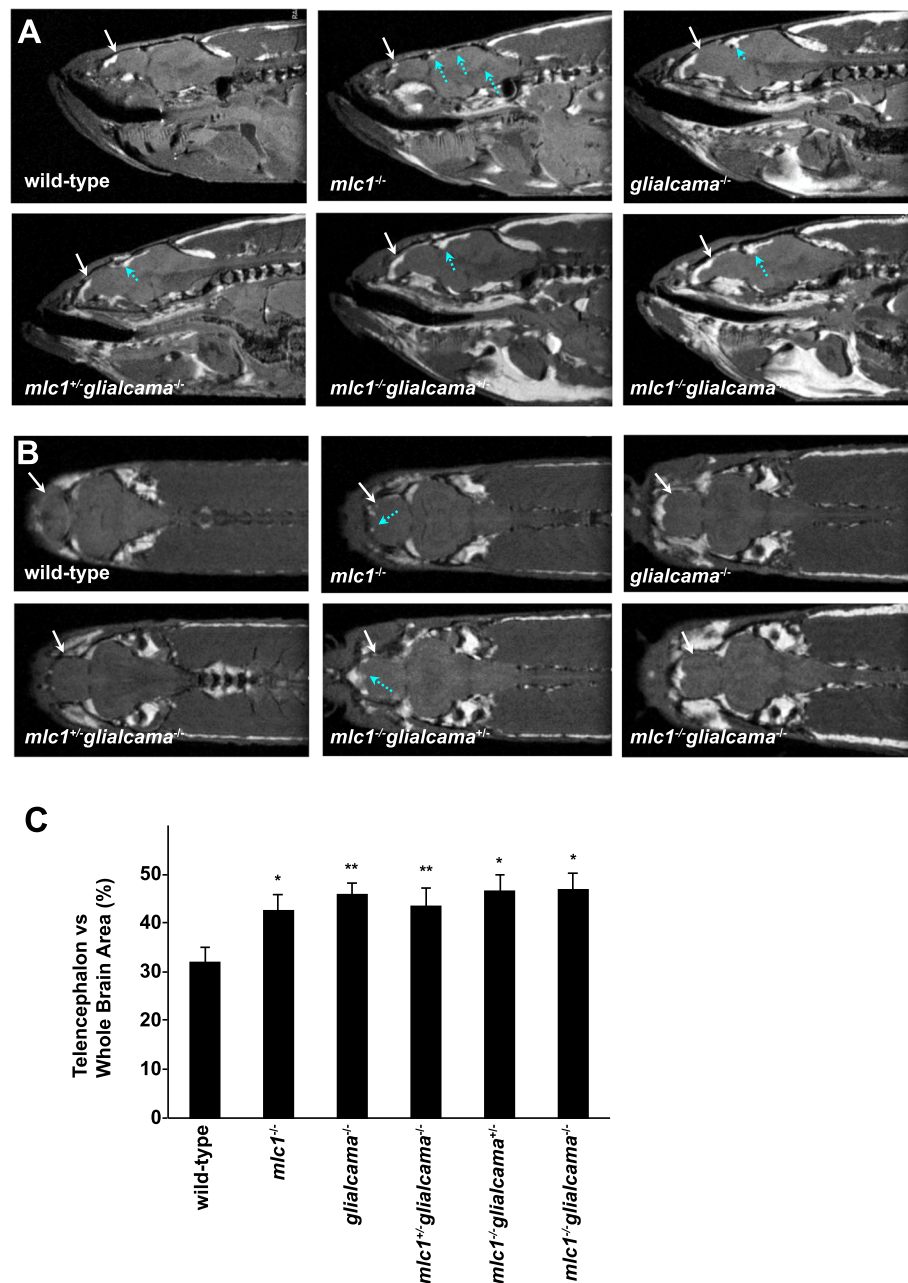 A
wild-type
mlc1-/-
glialcama-/-
mlc1+/-glialcama-/-
mlc1-/-glialcama+/-
mlc1-/-glialcama-/-
B
wild-type
mlc1-/-
glialcama-/-
mlc1+/-glialcama-/-
mlc1-/-glialcama+/-
mlc1-/-glialcama-/-
C
Telencephalon vs
Whole Brain Area (%)
50
40
30
20
10
0
*
**
**
*
*
wild-type
mlc1-/-
glialcama-/-
mlc1+/-glialcama-/-
mlc1-/-glialcama+/-
mlc1-/-glialcama-/-